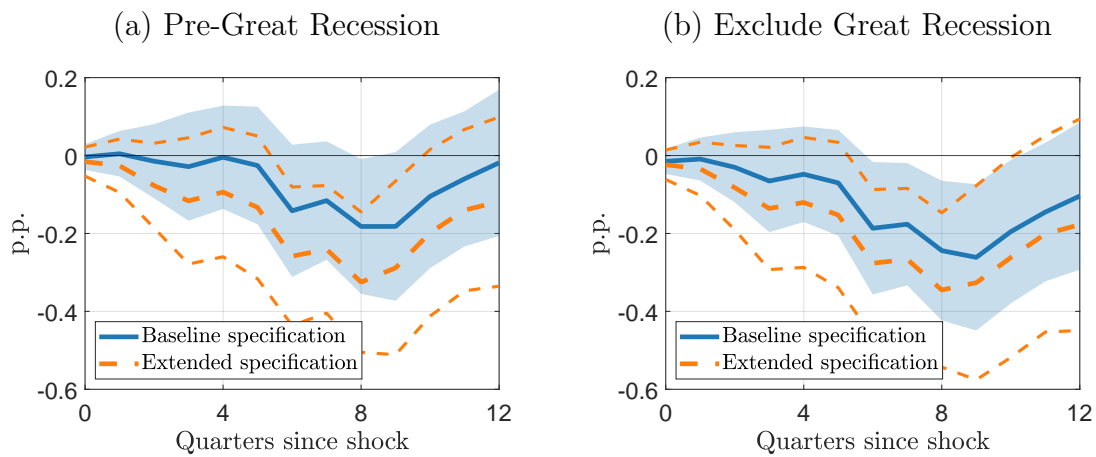 (a) Pre-Great Recession
0.2
0
-0.2
-0.4
-0.6
p.p.
Baseline specification
Extended specification
0 4 8 12
Quarters since shock
(b) Exclude Great Recession
0.2
0
-0.2
-0.4
-0.6
p.p.
Baseline specification
Extended specification
0 4 8 12
Quarters since shock